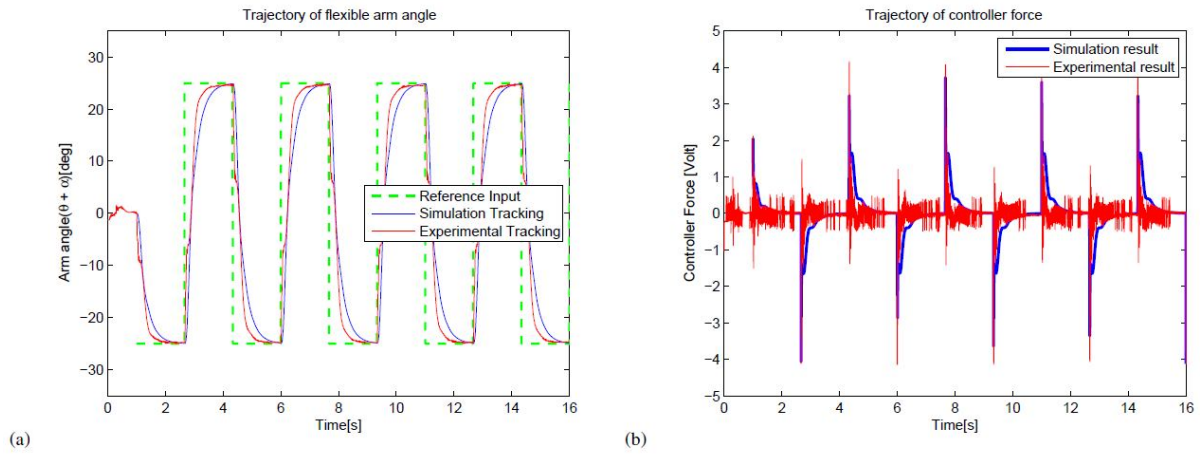 Trajectory of flexible arm angle
Arm angle(θ + α)[deg]
30
20
10
0
−10
−20
−30
Reference Input
Simulation Tracking
Experimental Tracking
0 2 4 6 8 10 12 14 16
Time[s]
(a)
Trajectory of controller force
Controller Force [Volt]
5
4
3
2
1
0
−1
−2
−3
−4
−5
Simulation result
Experimental result
0 2 4 6 8 10 12 14 16
Time[s]
(b)